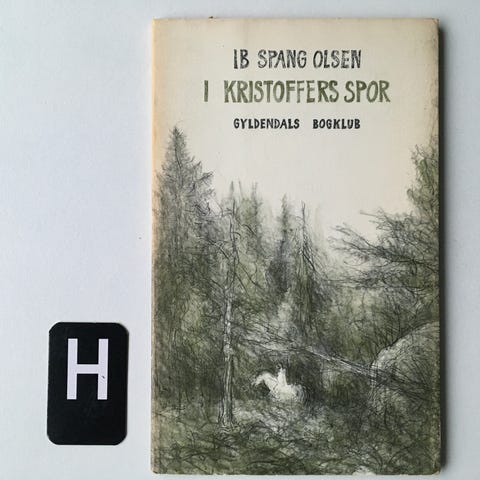 IB SPANG OLSEN
I KRISTOFFERS SPOR
GYLDENDALS BOGKLUB
H